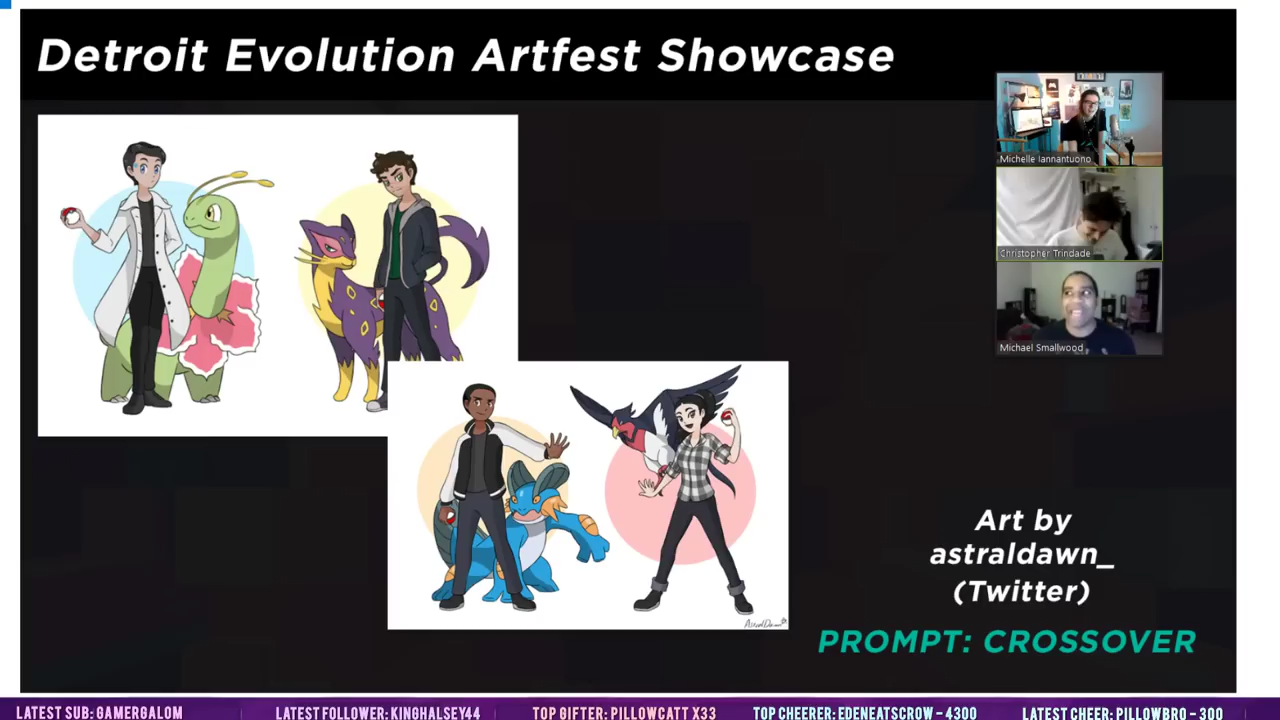 Detroit Evolution Artfest Showcase
Michelle Iannantuono
Christopher Trindade
Michael Smallwood
Art by
astraldawn_
(Twitter)
PROMPT: CROSSOVER
LATEST SUB: GAMERGALOM
LATEST FOLLOWER: KINGHALSEY44
TOP GIFTER: PILLOWCATT X33
TOP CHEERER: EDENEATSCROW - 4300
LATEST CHEER: PILLOWBRO - 300